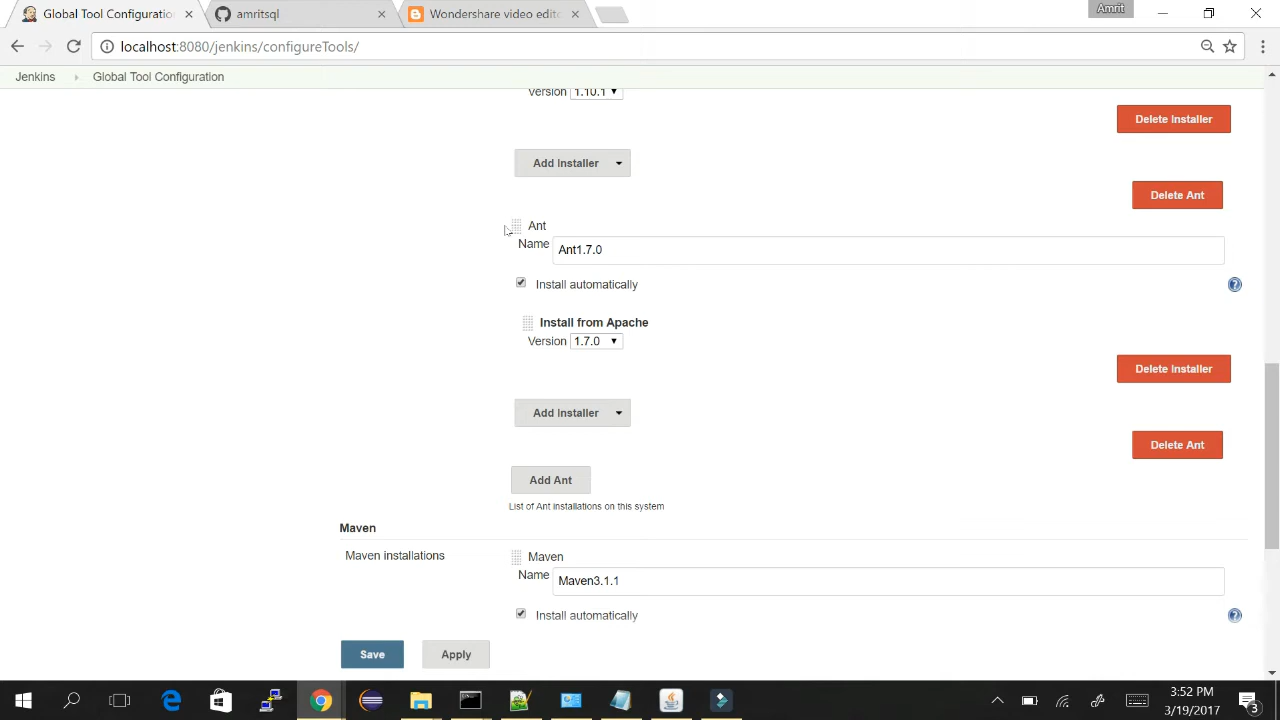 Global Tool Configuratio
amritsql
Wondershare video edit
Amrit
localhost:8080/jenkins/configureTools/
Jenkins Global Tool Configuration
Version 1.10.1
Delete Installer
Add Installer
Delete Ant
Ant
Name Ant1.7.0
Install automatically
Install from Apache
Version 1.7.0
Delete Installer
Add Installer
Delete Ant
Add Ant
List of Ant installations on this system
Maven
Maven installations Maven
Name Maven3.1.1
Install automatically
Save Apply
3:52 PM
3/19/2017
3